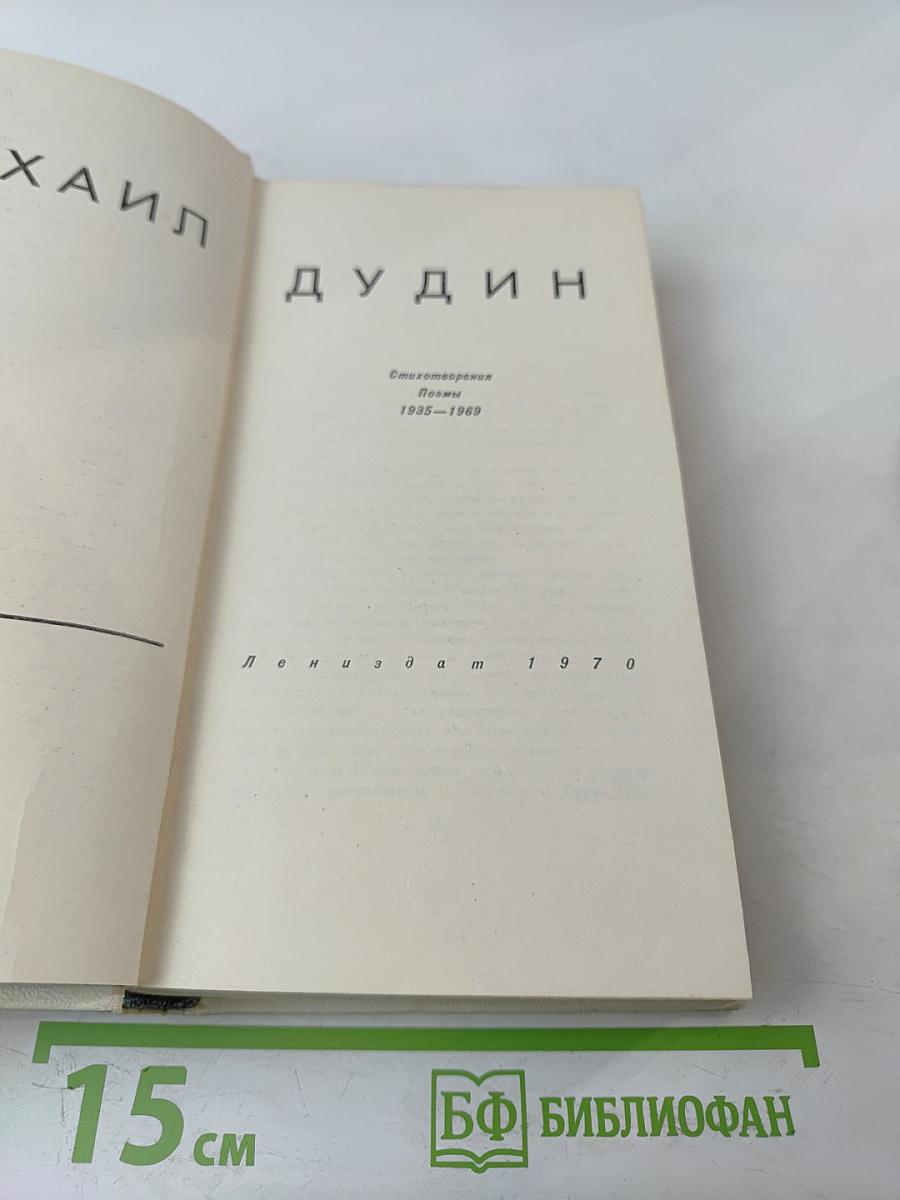 ХАИЛ
ДУДИН
Стихотворения
Поэмы
1935—1969
Лениздат 1970
15 см
БФ БИБЛИОФАН